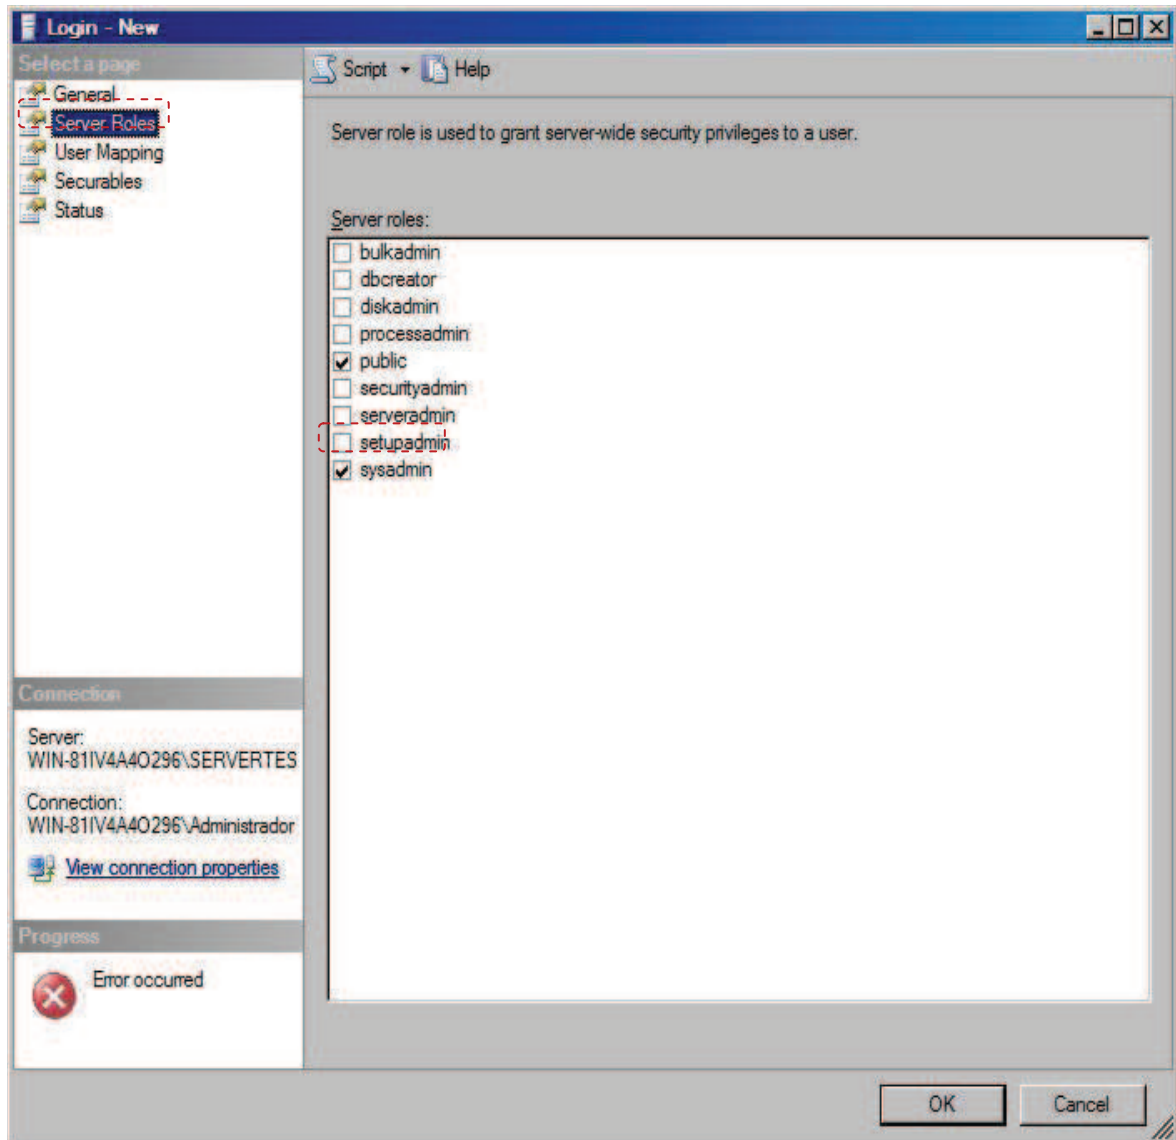 Login - New
Select a page
General
Server Roles
User Mapping
Securables
Status
Script
Help
Server role is used to grant server-wide security privileges to a user.
Server roles:
bulkadmin
dbcreator
diskadmin
processadmin
public
securityadmin
serveradmin
setupadmin
sysadmin
Connection
Server:
WIN-81IV4A4O296\SERVERTES
Connection:
WIN-81IV4A4O296\Administrador
View connection properties
Progress
Error occurred
OK
Cancel